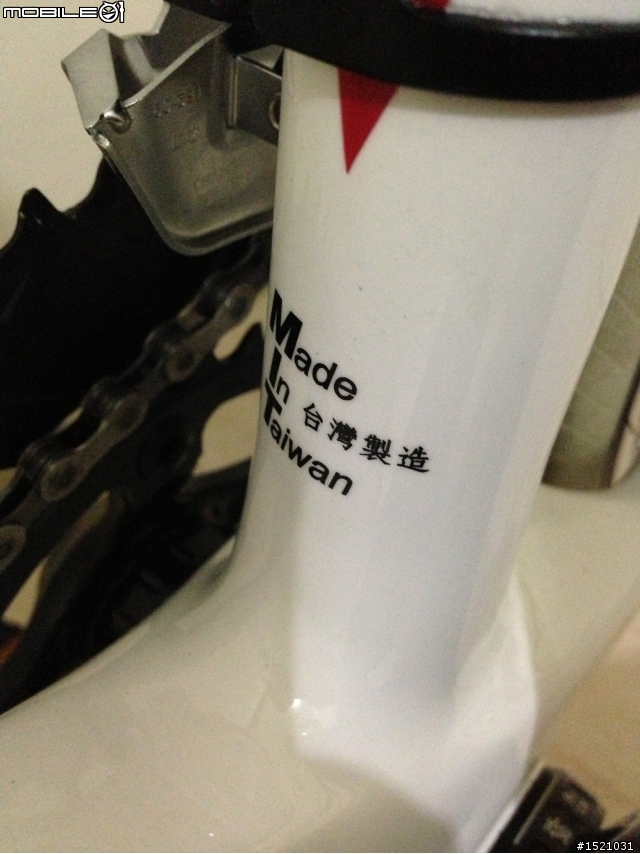 MOBILE01
Made
In 台灣製造
Taiwan
#1521031